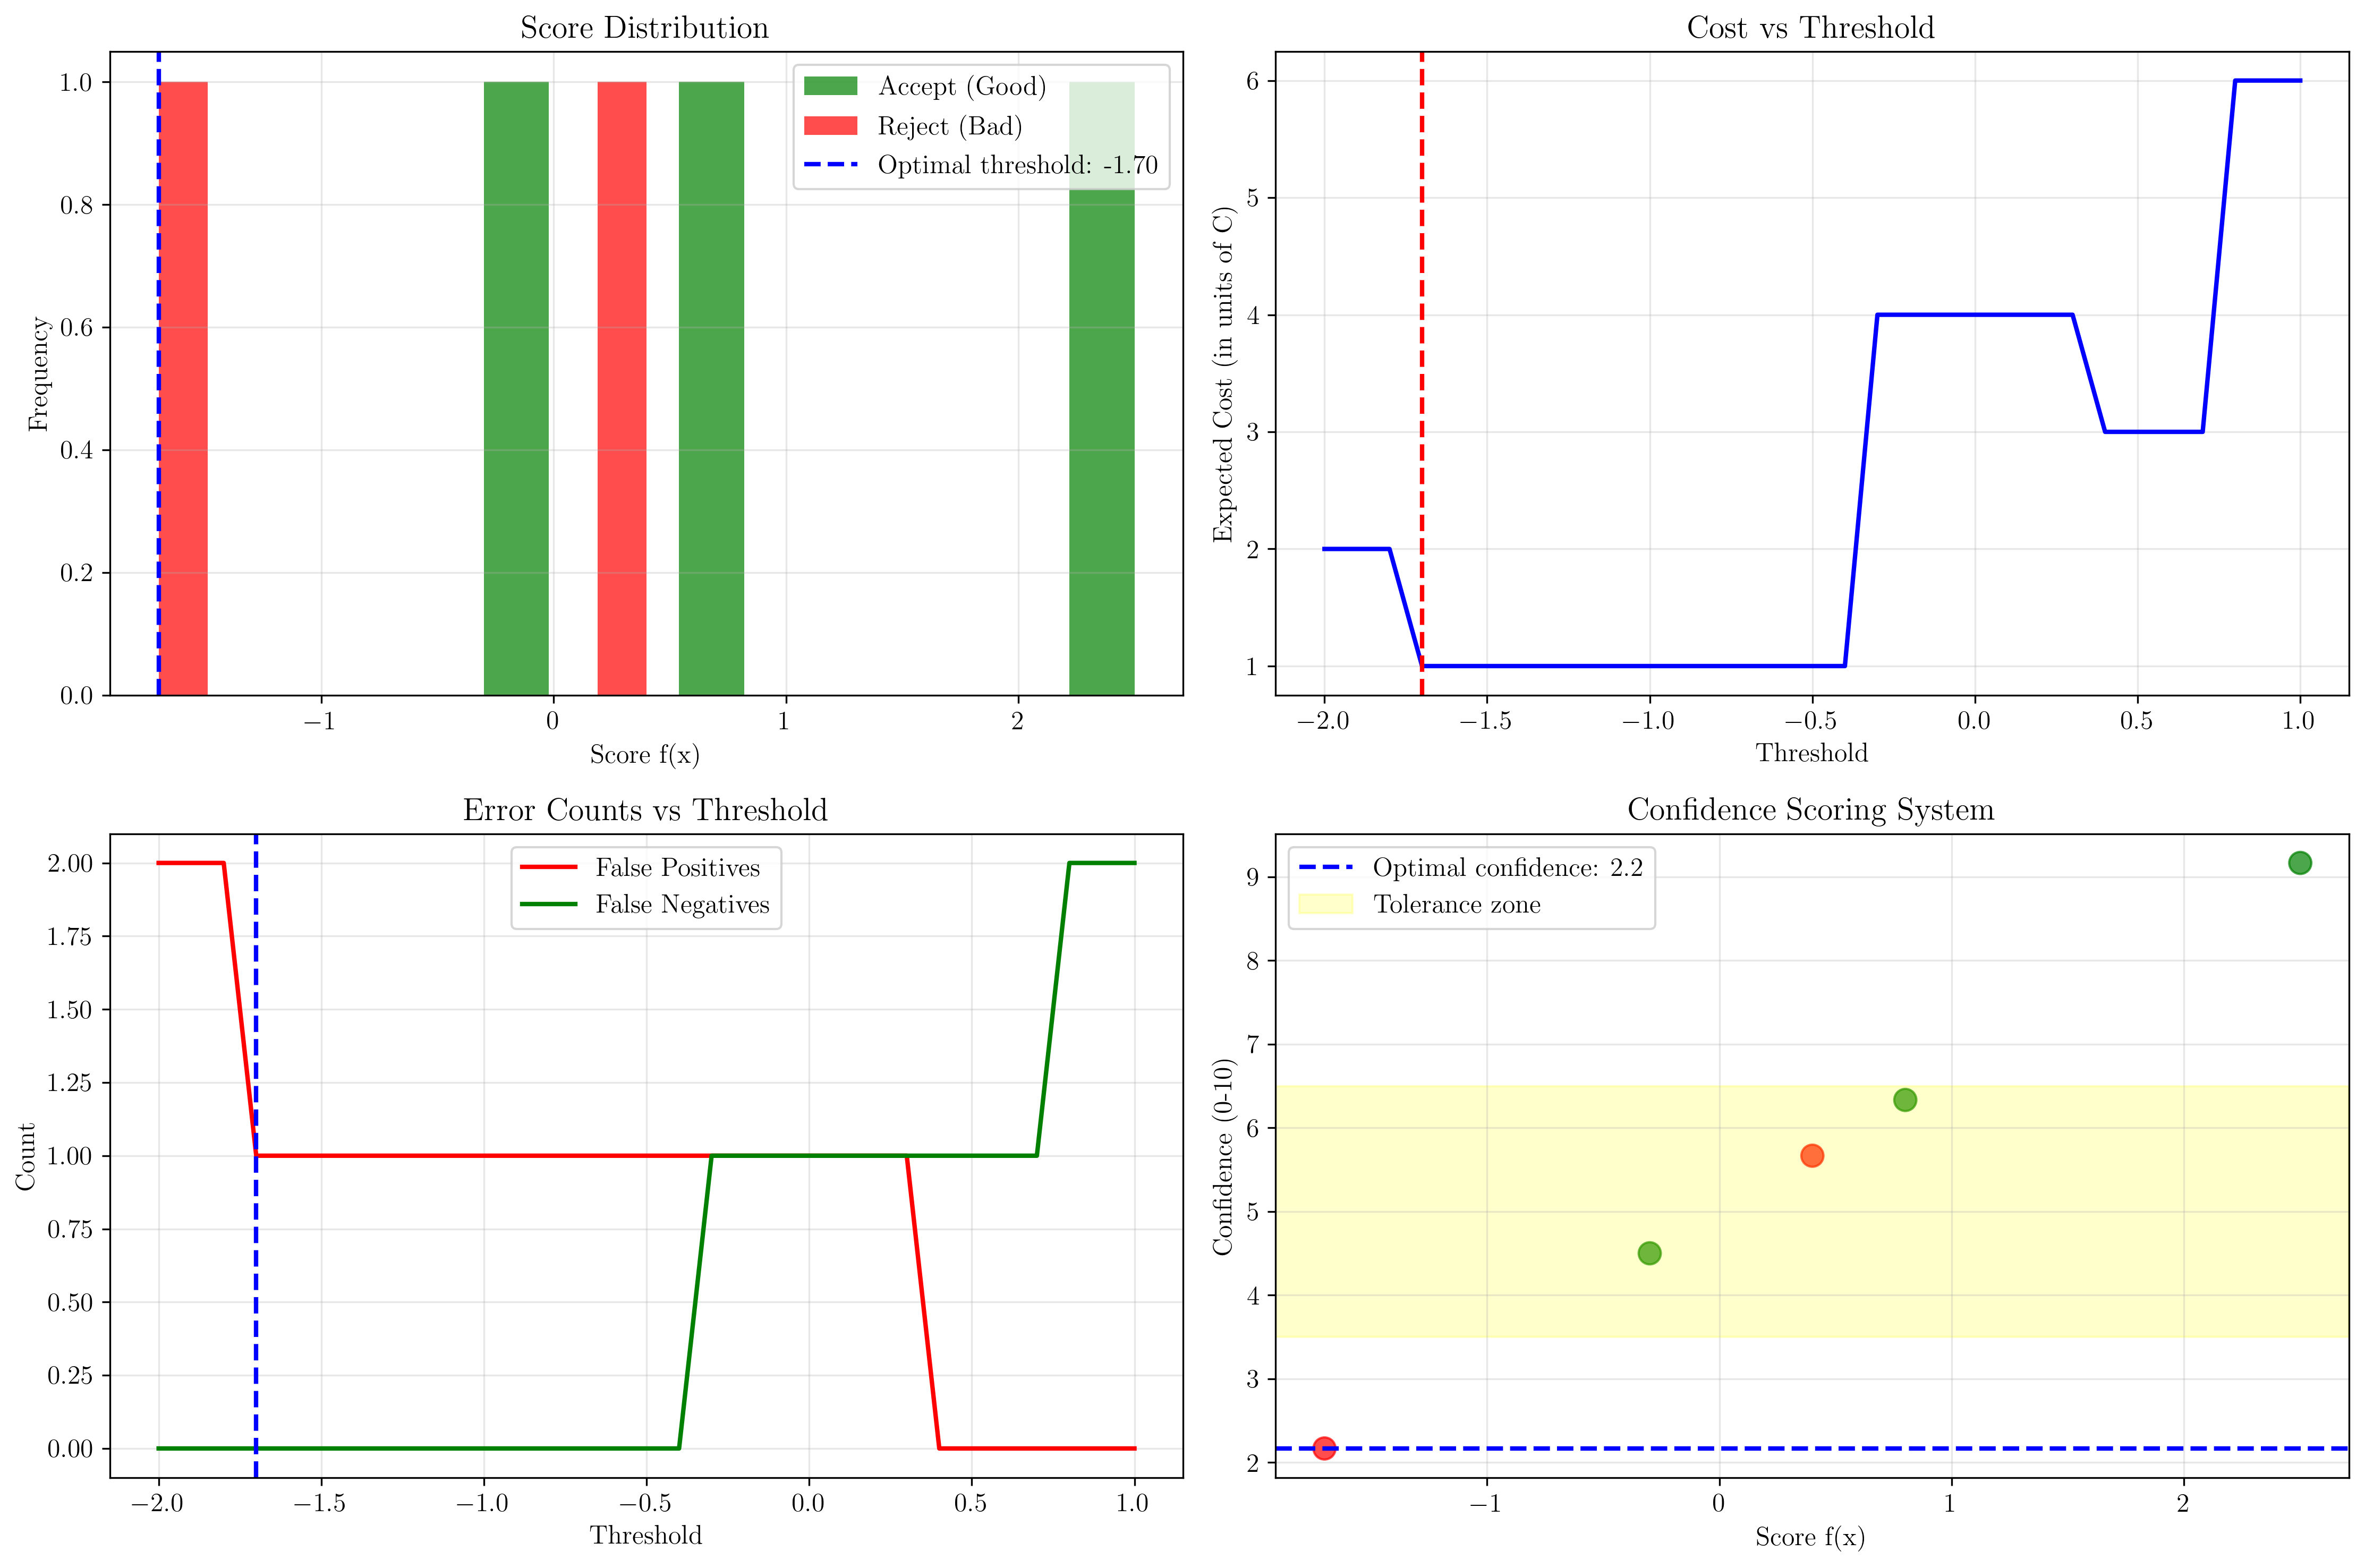 Score Distribution
Frequency
1.0
0.8
0.6
0.4
0.2
0.0
Accept (Good)
Reject (Bad)
Optimal threshold: -1.70
−1 0 1 2
Score f(x)
Cost vs Threshold
Expected Cost (in units of C)
6
5
4
3
2
1
−2.0 −1.5 −1.0 −0.5 0.0 0.5 1.0
Threshold
Error Counts vs Threshold
Count
2.00
1.75
1.50
1.25
1.00
0.75
0.50
0.25
0.00
False Positives
False Negatives
−2.0 −1.5 −1.0 −0.5 0.0 0.5 1.0
Threshold
Confidence Scoring System
Confidence (0-10)
9
8
7
6
5
4
3
2
Optimal confidence: 2.2
Tolerance zone
−1 0 1 2
Score f(x)